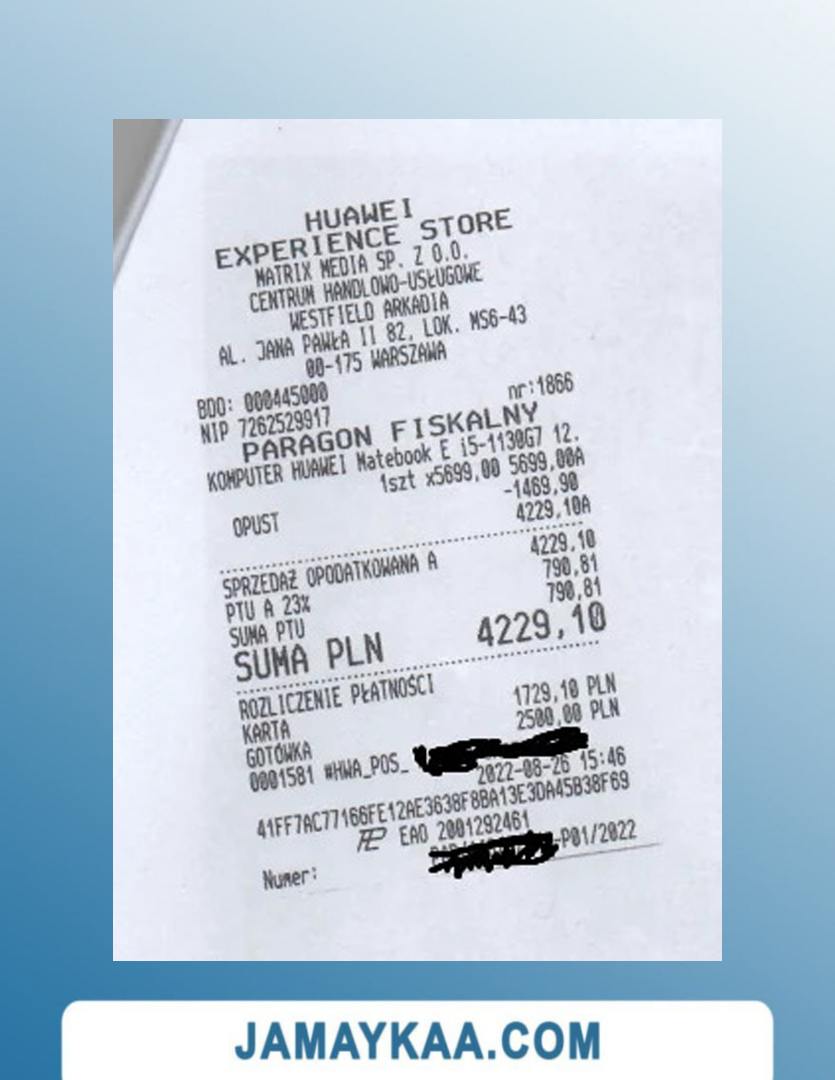 HUAWEI
EXPERIENCE STORE
MATRIX MEDIA SP. Z O.O.
CENTRUM HANDLOWO-USŁUGOWE
WESTFIELD ARKADIA
AL. JANA PAWŁA II 82, LOK. MS6-43
00-175 WARSZAWA
BDO: 000445000 nr:1866
NIP 7262529917
PARAGON FISKALNY
KOMPUTER HUAWEI Matebook E i5-1130G7 12.
1szt x5699,00 5699,00A
OPUST -1469,90
4229,10A
SPRZEDAŻ OPODATKOWANA A 4229,10
PTU A 23% 790,81
SUMA PTU 790,81
SUMA PLN 4229,10
ROZLICZENIE PŁATNOŚCI
KARTA 1729,10 PLN
GOTÓWKA 2500,00 PLN
0001581 #HWA_POS_ 2022-08-26 15:46
41FF7AC77166FE12AE3638F8BA13E3DA45B38F69
EAO 2001292461
Numer: -P01/2022
JAMAYKAA.COM